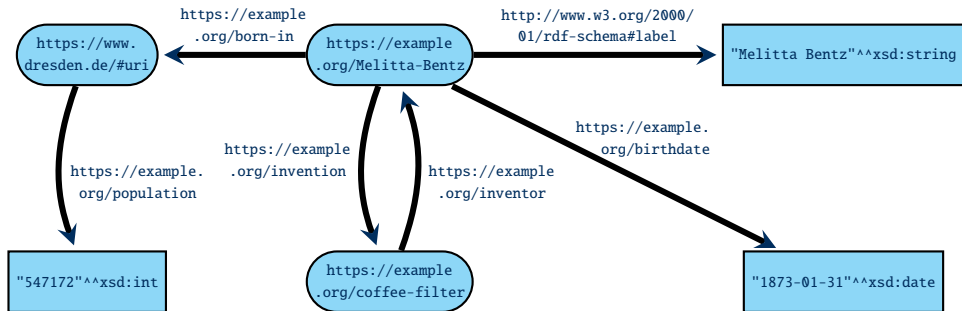 https://example
.org/born-in
http://www.w3.org/2000/
01/rdf-schema#label
https://www.
dresden.de/#uri
https://example
.org/Melitta-Bentz
"Melitta Bentz"^^xsd:string
https://example.
org/birthdate
https://example.
org/population
https://example
.org/invention
https://example
.org/inventor
"547172"^^xsd:int
https://example
.org/coffee-filter
"1873-01-31"^^xsd:date